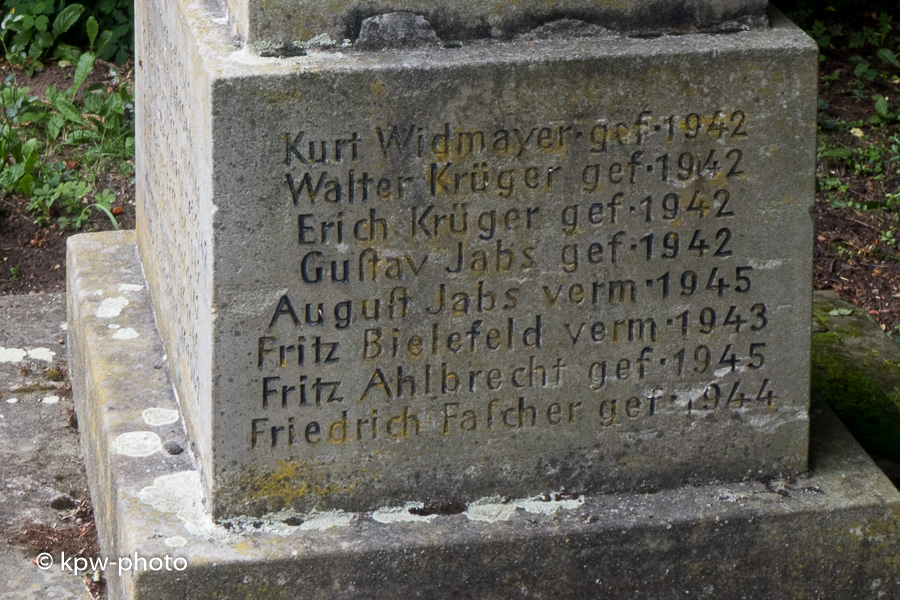 Kurt Widmayer · gef · 1942
Walter Krüger gef · 1942
Erich Krüger gef · 1942
Guſtav Jabs gef · 1942
Auguſt Jabs verm · 1945
Fritz Bielefeld verm · 1943
Fritz Ahlbrecht gef · 1945
Friedrich Faſcher gef · 1944
© kpw-photo